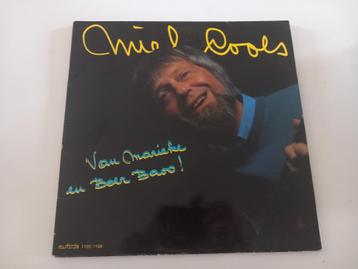 Miel Cools
Van Marieke
en Boer Bavo!